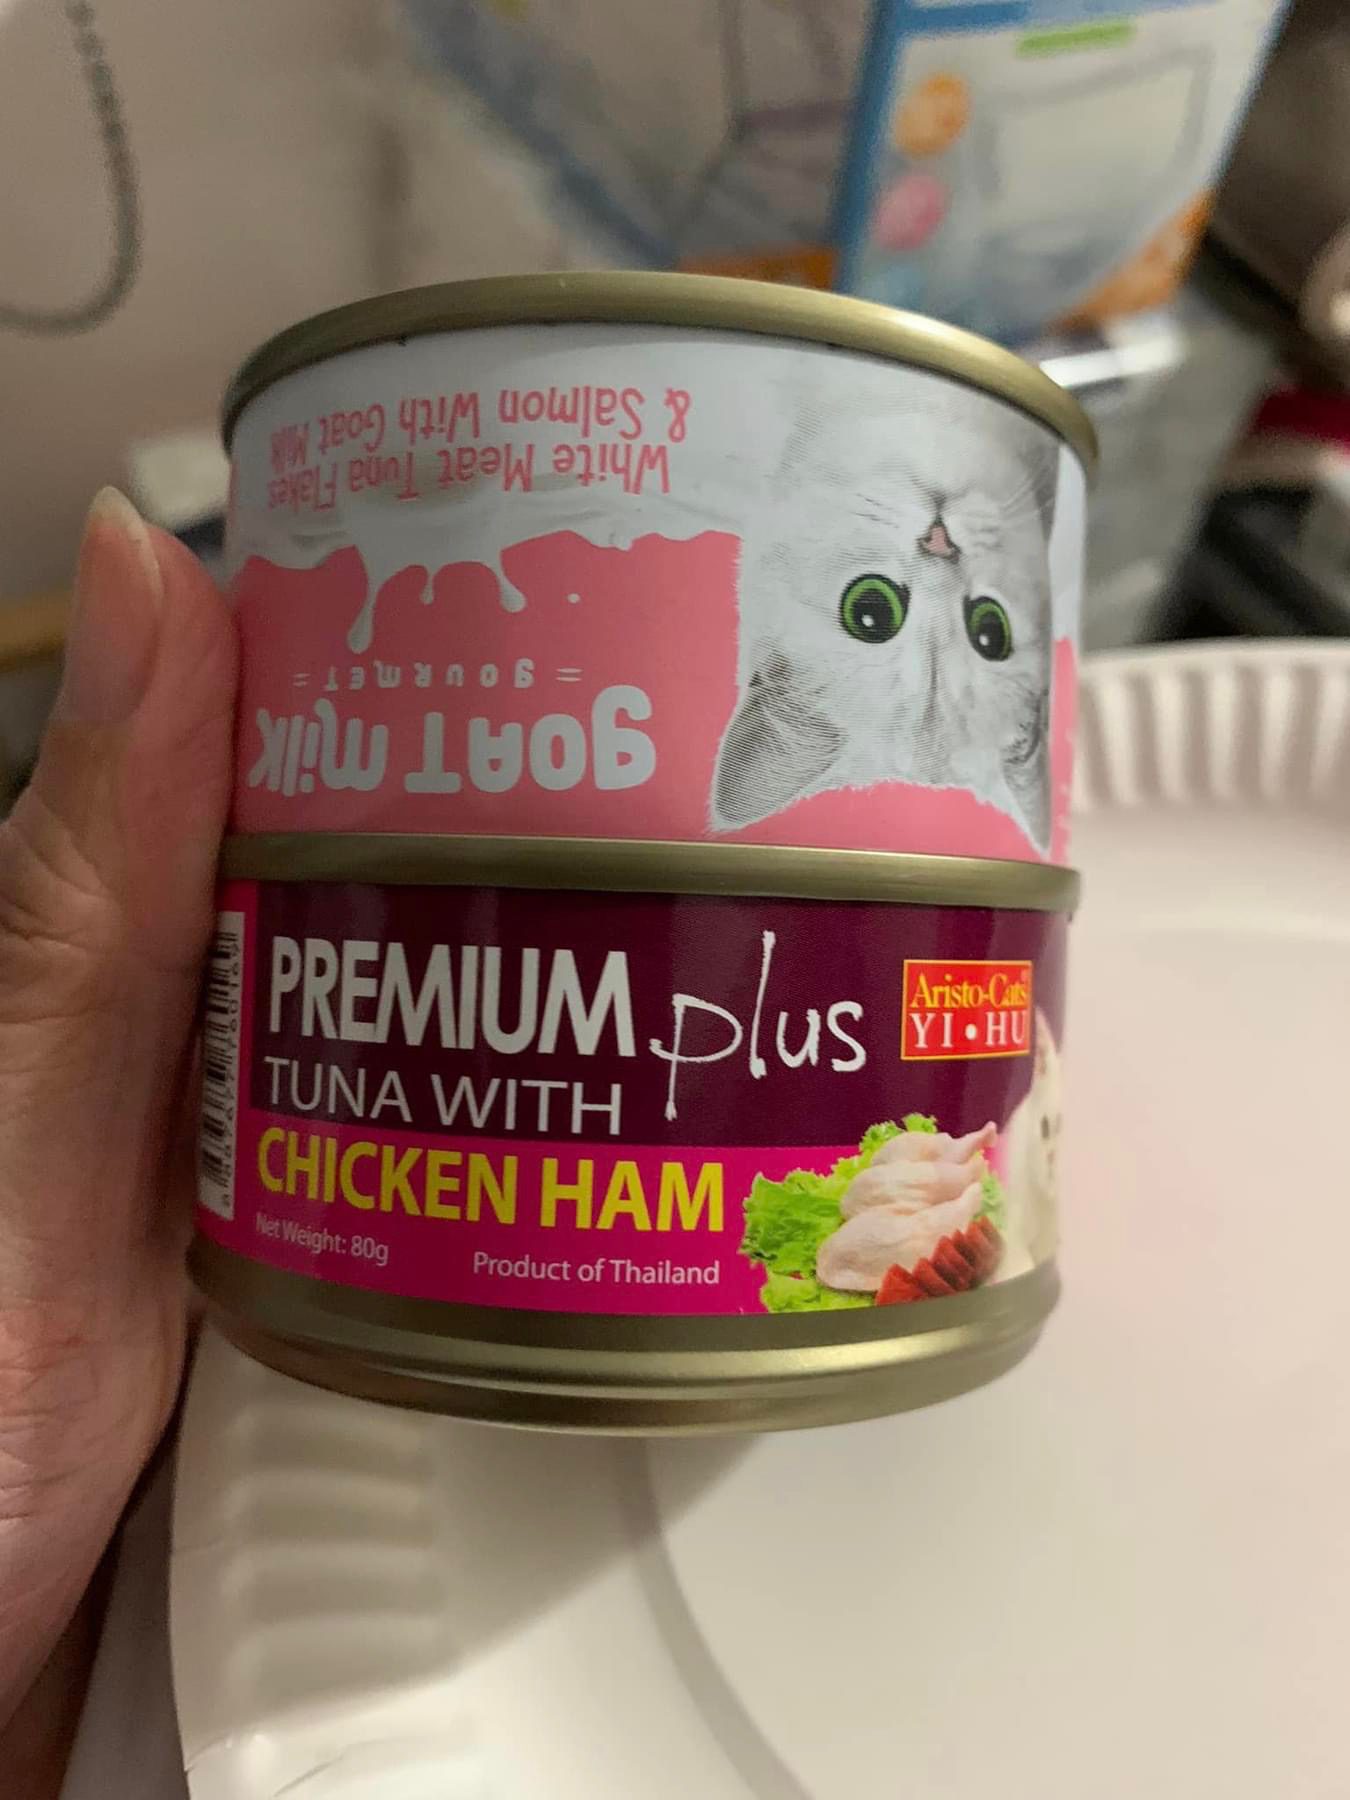 goat milk
= gourmet =
White Meat Tuna Flakes
& Salmon With Goat Milk
PREMIUM plus
Aristo-Cats
YI•HU
TUNA WITH
CHICKEN HAM
Net Weight: 80g
Product of Thailand